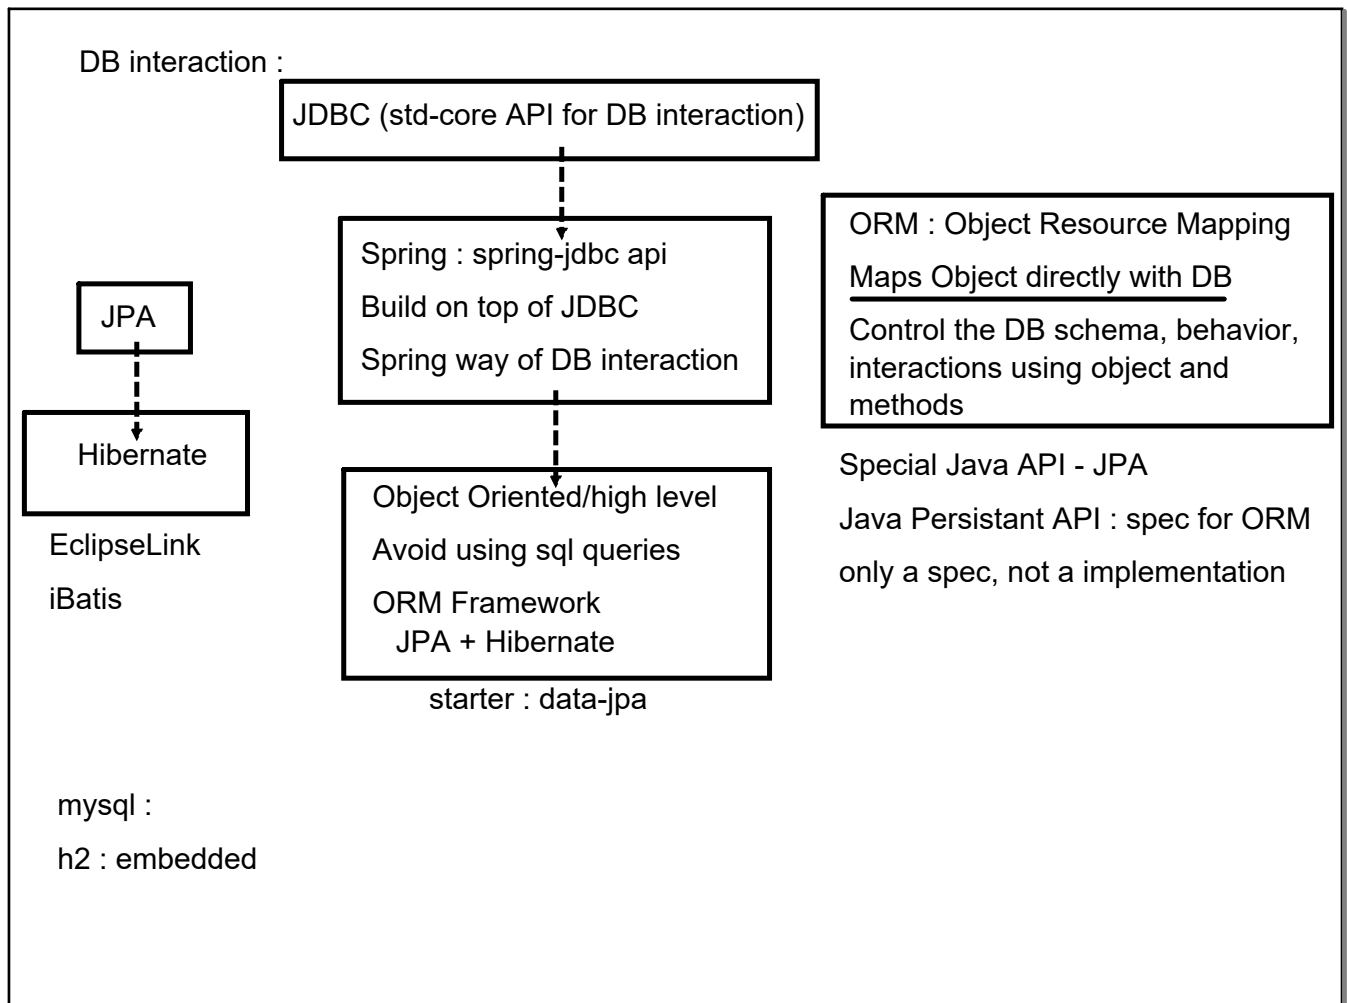 DB interaction :
JDBC (std-core API for DB interaction)
Spring : spring-jdbc api
Build on top of JDBC
Spring way of DB interaction
Object Oriented/high level
Avoid using sql queries
ORM Framework
JPA + Hibernate
starter : data-jpa
JPA
Hibernate
EclipseLink
iBatis
ORM : Object Resource Mapping
Maps Object directly with DB
Control the DB schema, behavior,
interactions using object and
methods
Special Java API - JPA
Java Persistant API : spec for ORM
only a spec, not a implementation
mysql :
h2 : embedded